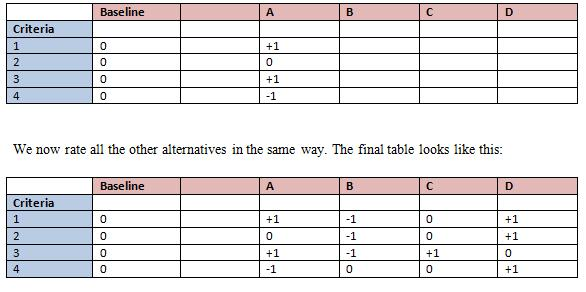 Baseline A B C D
Criteria
1 0 +1
2 0 0
3 0 +1
4 0 -1
We now rate all the other alternatives in the same way. The final table looks like this:
Baseline A B C D
Criteria
1 0 +1 -1 0 +1
2 0 0 -1 0 +1
3 0 +1 -1 +1 0
4 0 -1 0 0 +1